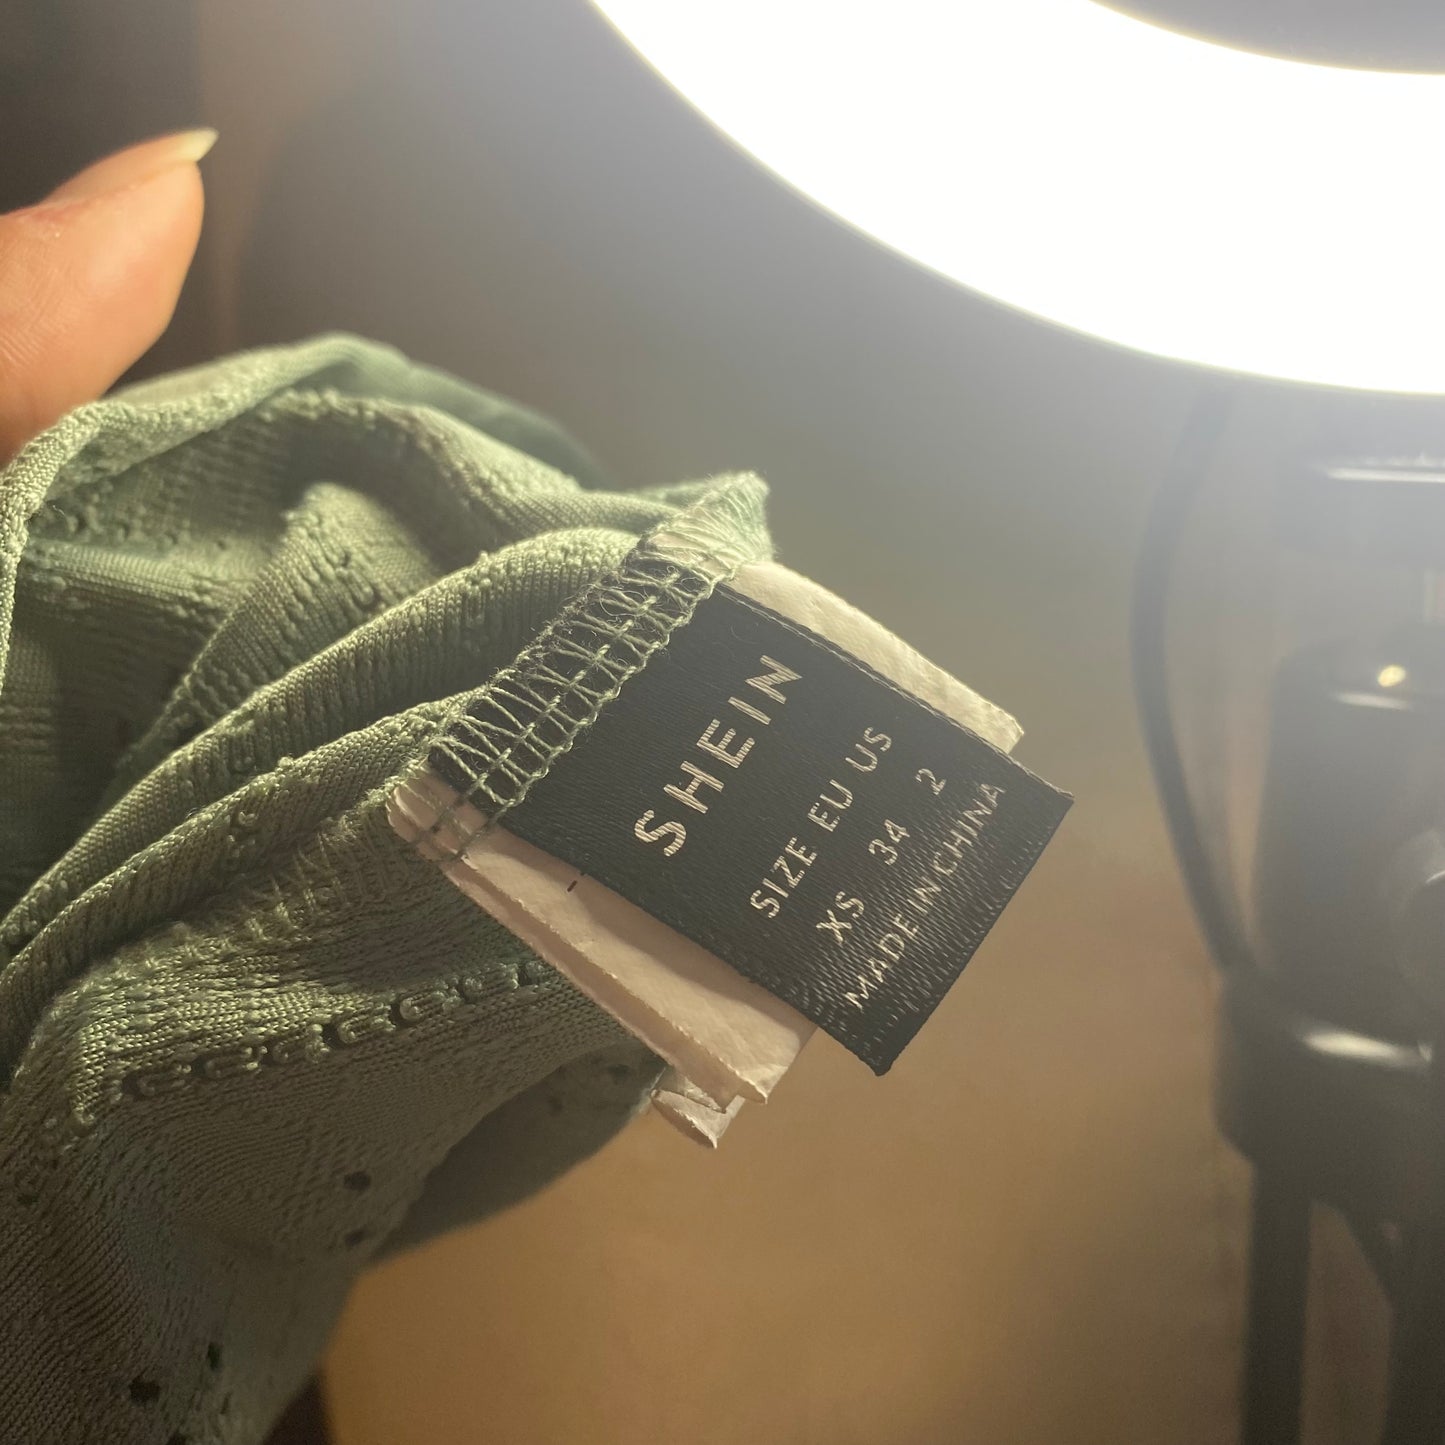 SHEIN
SIZE EU US
XS 34 2
MADE IN CHINA